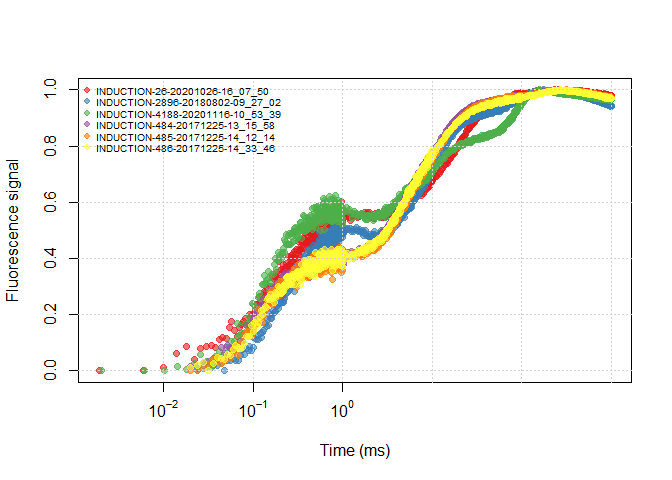 INDUCTION-26-20201026-16_07_50
INDUCTION-2896-20180802-09_27_02
INDUCTION-4188-20201116-10_53_39
INDUCTION-484-20171225-13_15_58
INDUCTION-485-20171225-14_12_14
INDUCTION-486-20171225-14_33_46
Fluorescence signal
1.0
0.8
0.6
0.4
0.2
0.0
10⁻² 10⁻¹ 10⁰
Time (ms)